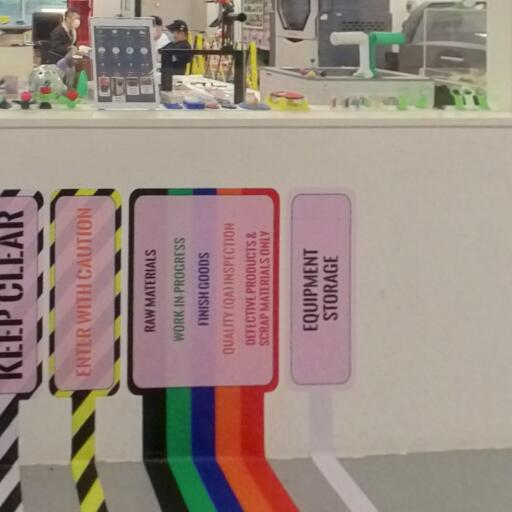 KEEP CLEAR
ENTER WITH CAUTION
RAW MATERIALS
WORK IN PROGRESS
FINISH GOODS
QUALITY (QA) INSPECTION
DETECTIVE PRODUCTS &
SCRAP MATERIALS ONLY
EQUIPMENT
STORAGE